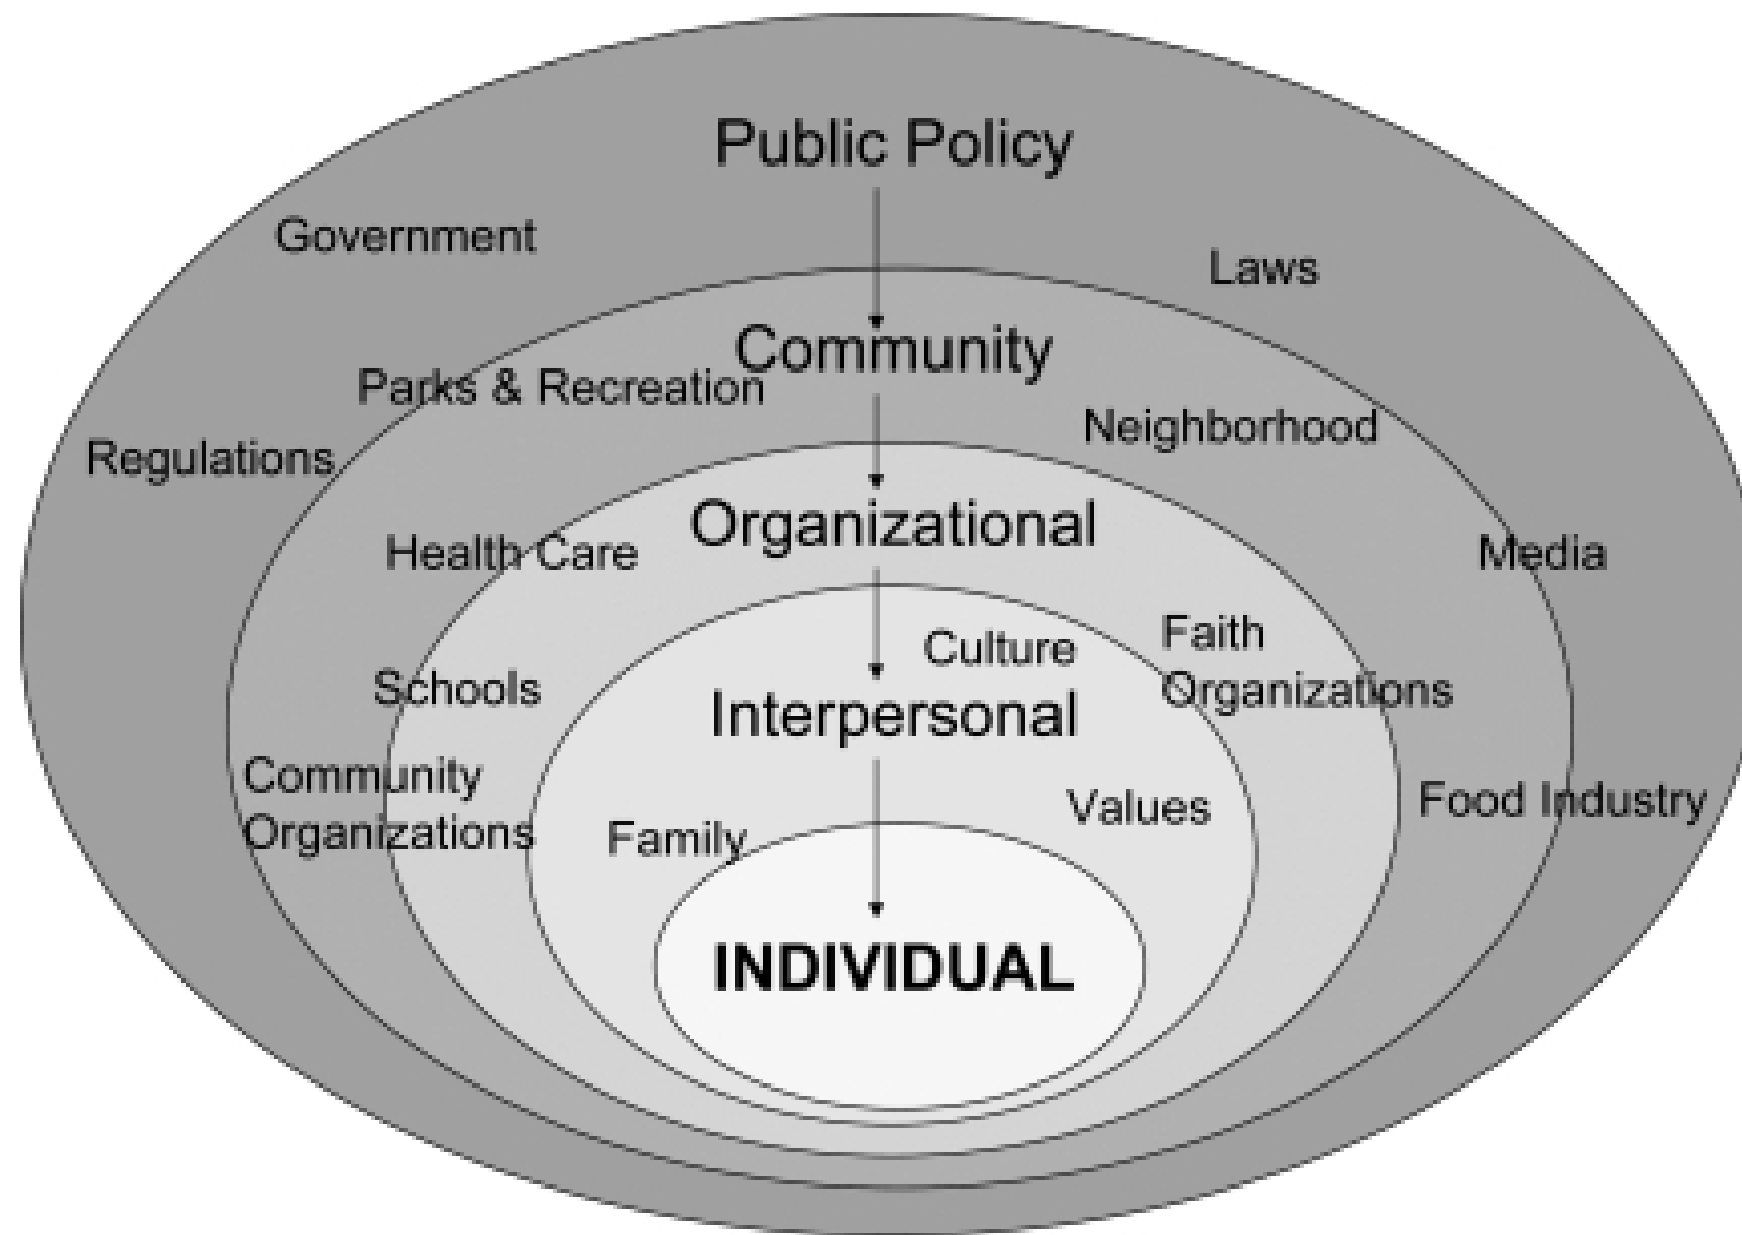 Public Policy
Government
Laws
Community
Parks & Recreation
Neighborhood
Regulations
Organizational
Health Care
Media
Culture
Faith
Organizations
Schools
Interpersonal
Community
Organizations
Values
Food Industry
Family
INDIVIDUAL